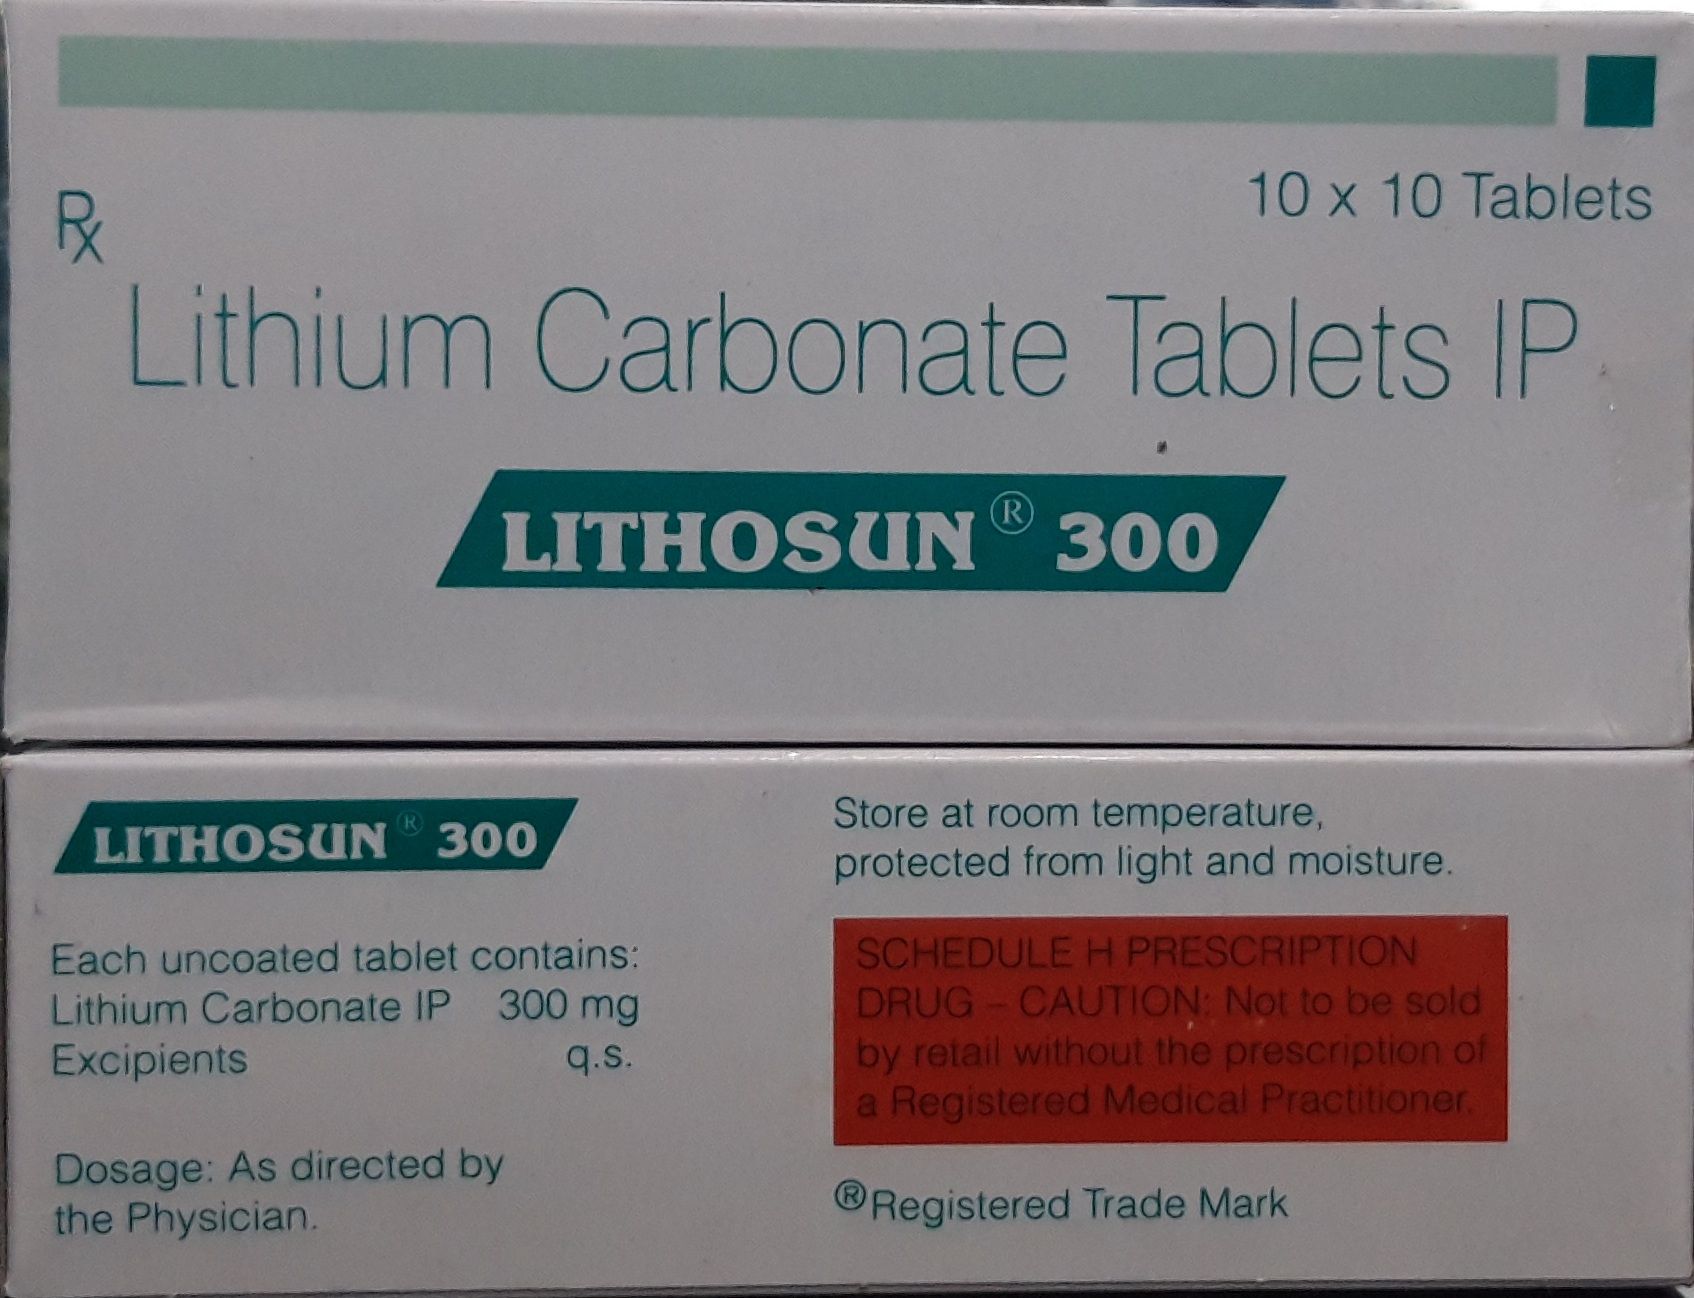 10 x 10 Tablets
Rx
Lithium Carbonate Tablets IP
LITHOSUN ® 300
LITHOSUN ® 300
Each uncoated tablet contains:
Lithium Carbonate IP 300 mg
Excipients q.s.
Dosage: As directed by
the Physician.
Store at room temperature,
protected from light and moisture.
SCHEDULE H PRESCRIPTION
DRUG – CAUTION: Not to be sold
by retail without the prescription of
a Registered Medical Practitioner.
®Registered Trade Mark